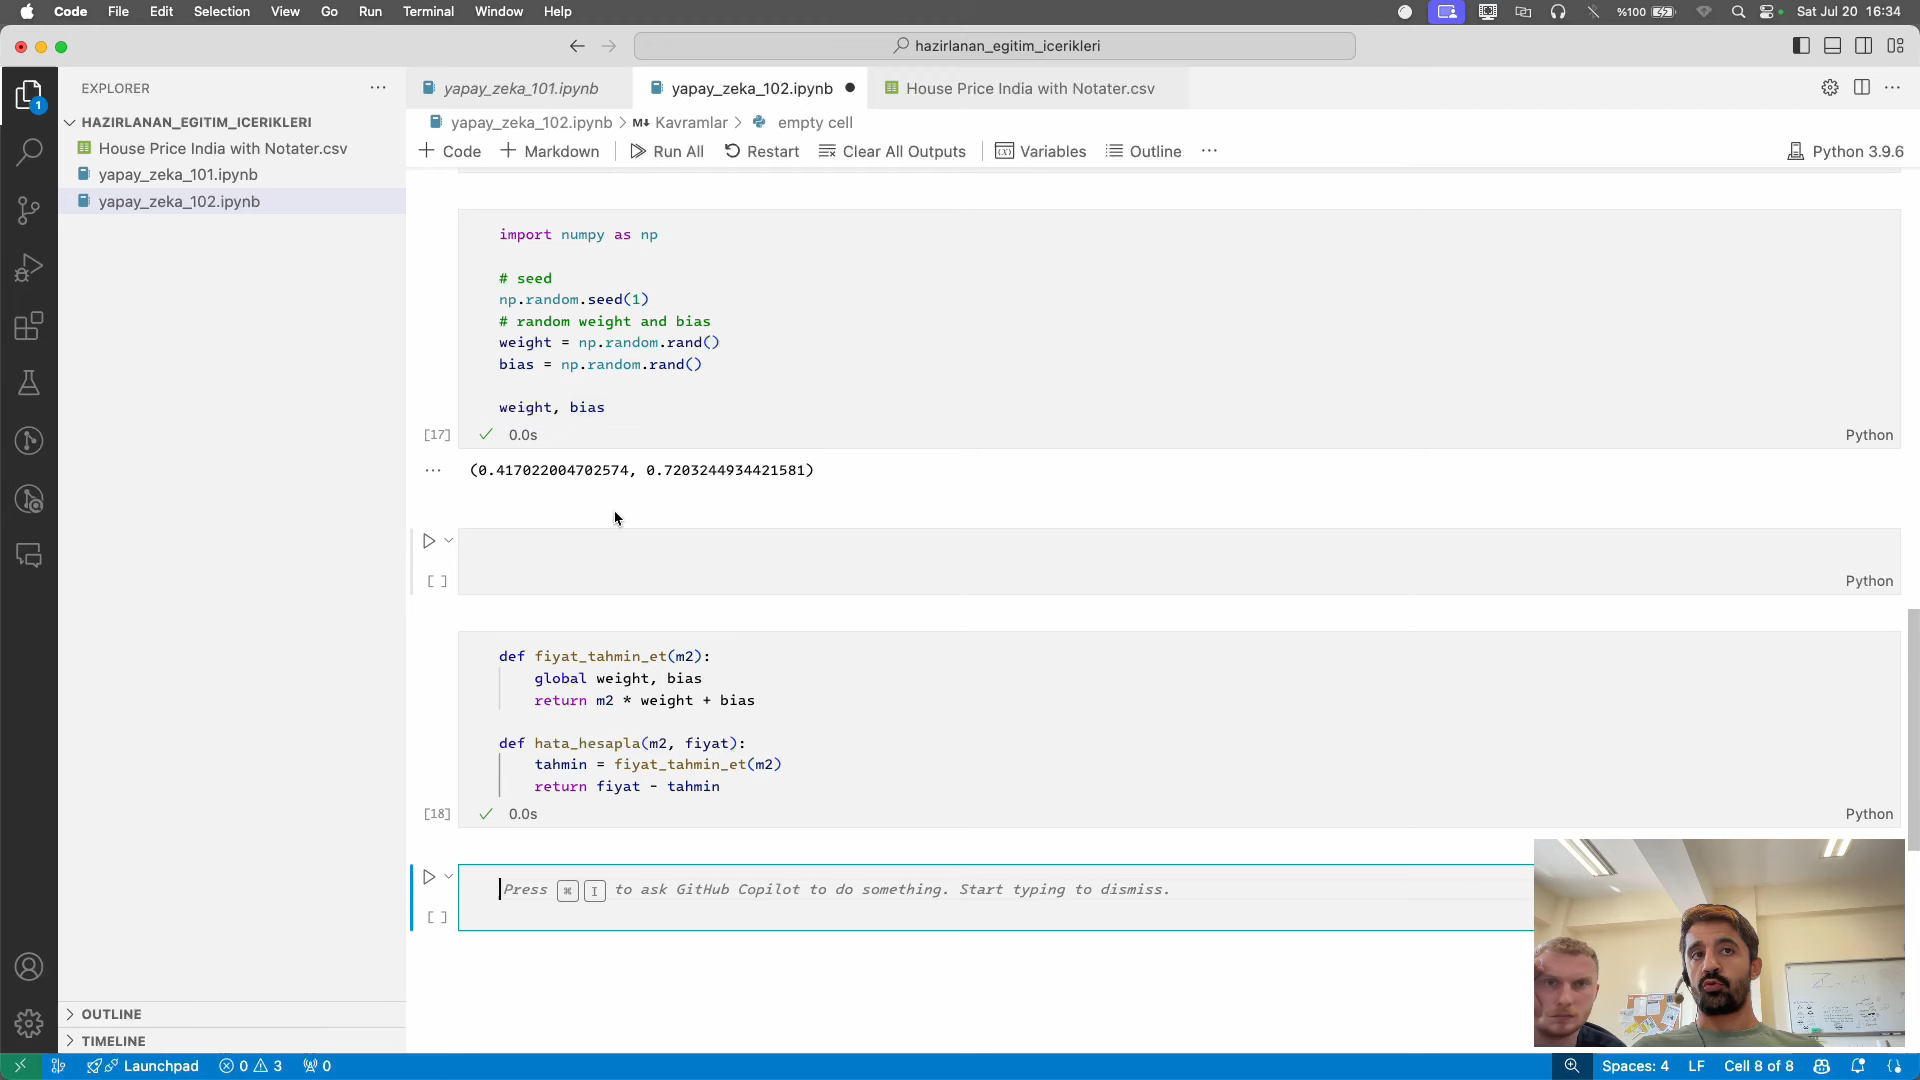 Code File Edit Selection View Go Run Terminal Window Help %100 Sat Jul 20 16:34
hazirlanan_egitim_icerikleri
EXPLORER
yapay_zeka_101.ipynb yapay_zeka_102.ipynb House Price India with Notater.csv
HAZIRLANAN_EGITIM_ICERIKLERI
House Price India with Notater.csv
yapay_zeka_101.ipynb
yapay_zeka_102.ipynb
yapay_zeka_102.ipynb > M↓ Kavramlar > empty cell
+ Code + Markdown Run All Restart Clear All Outputs Variables Outline ... Python 3.9.6
import numpy as np
# seed
np.random.seed(1)
# random weight and bias
weight = np.random.rand()
bias = np.random.rand()
weight, bias
[17] 0.0s Python
(0.417022004702574, 0.7203244934421581)
[ ] Python
def fiyat_tahmin_et(m2):
global weight, bias
return m2 * weight + bias
def hata_hesapla(m2, fiyat):
tahmin = fiyat_tahmin_et(m2)
return fiyat - tahmin
[18] 0.0s Python
Press ⌘ I to ask GitHub Copilot to do something. Start typing to dismiss.
[ ]
OUTLINE
TIMELINE
1
Launchpad 0 3 0 Spaces: 4 LF Cell 8 of 8